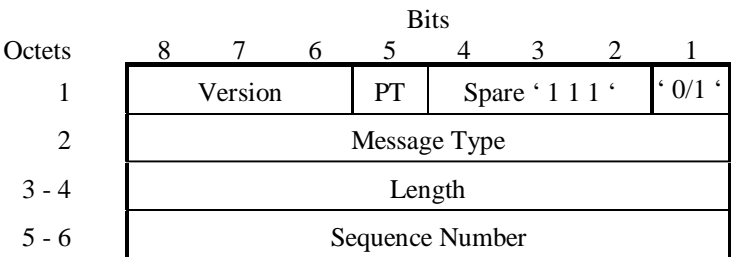 Bits
Octets 8 7 6 5 4 3 2 1
1 Version PT Spare ‘ 1 1 1 ‘ ‘ 0/1 ‘
2 Message Type
3 - 4 Length
5 - 6 Sequence Number